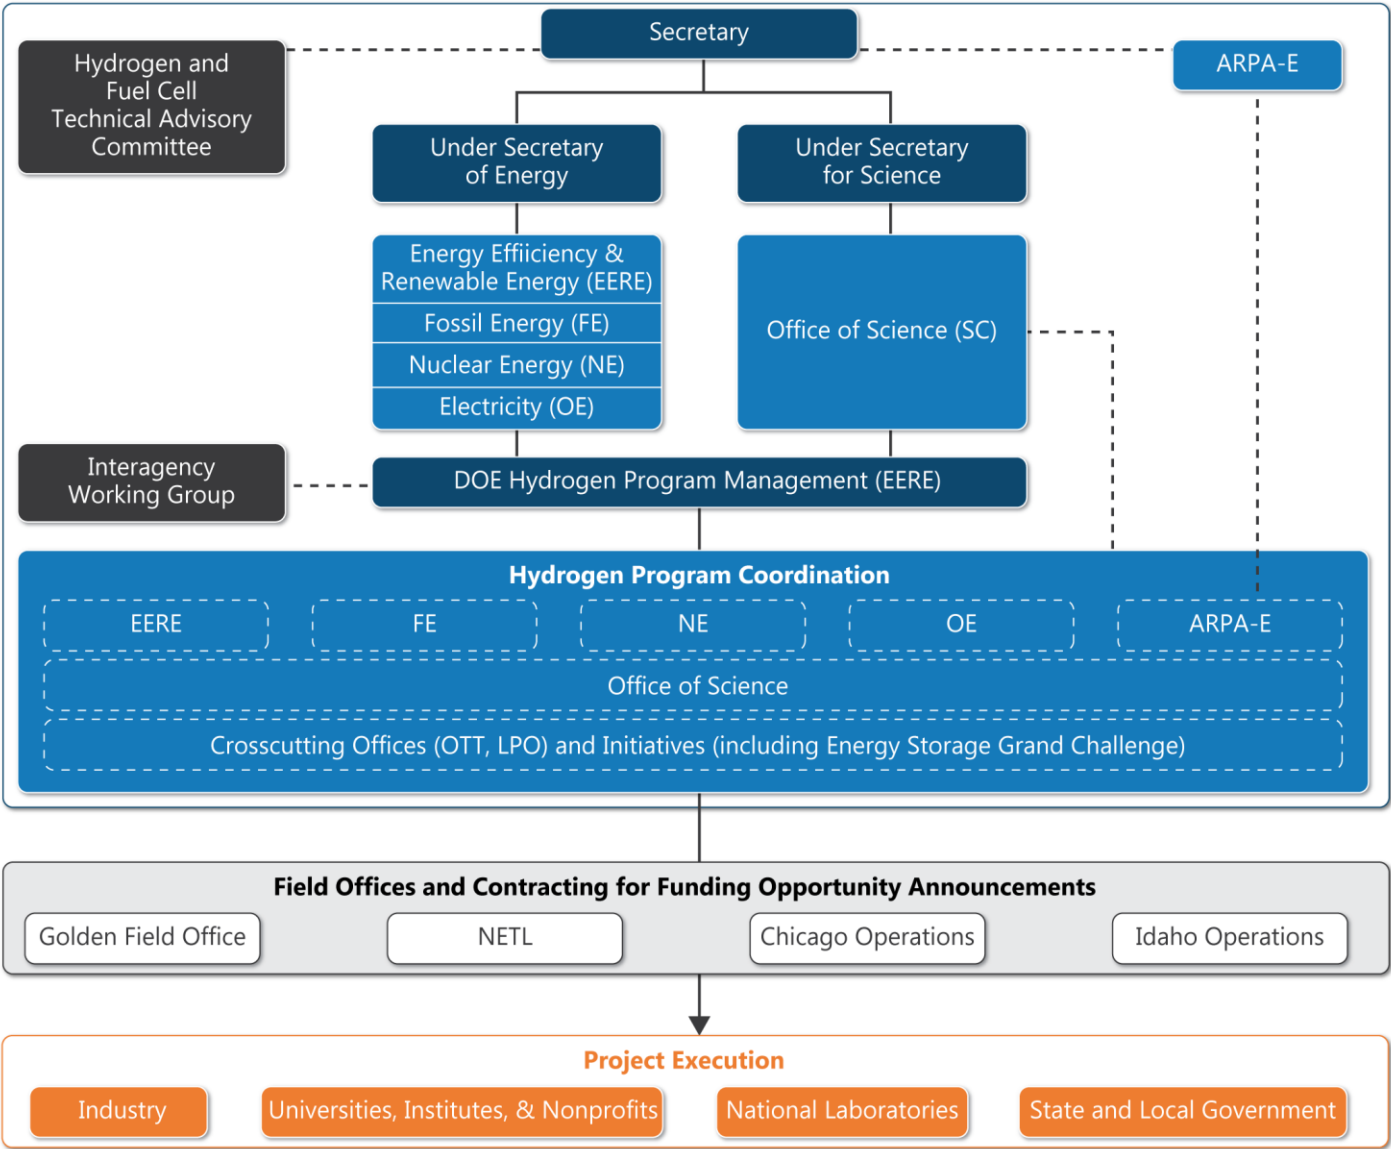 Secretary
Hydrogen and
Fuel Cell
Technical Advisory
Committee
ARPA-E
Under Secretary
of Energy
Under Secretary
for Science
Energy Effiiciency &
Renewable Energy (EERE)
Fossil Energy (FE)
Nuclear Energy (NE)
Electricity (OE)
Office of Science (SC)
Interagency
Working Group
DOE Hydrogen Program Management (EERE)
Hydrogen Program Coordination
EERE
FE
NE
OE
ARPA-E
Office of Science
Crosscutting Offices (OTT, LPO) and Initiatives (including Energy Storage Grand Challenge)
Field Offices and Contracting for Funding Opportunity Announcements
Golden Field Office
NETL
Chicago Operations
Idaho Operations
Project Execution
Industry
Universities, Institutes, & Nonprofits
National Laboratories
State and Local Government